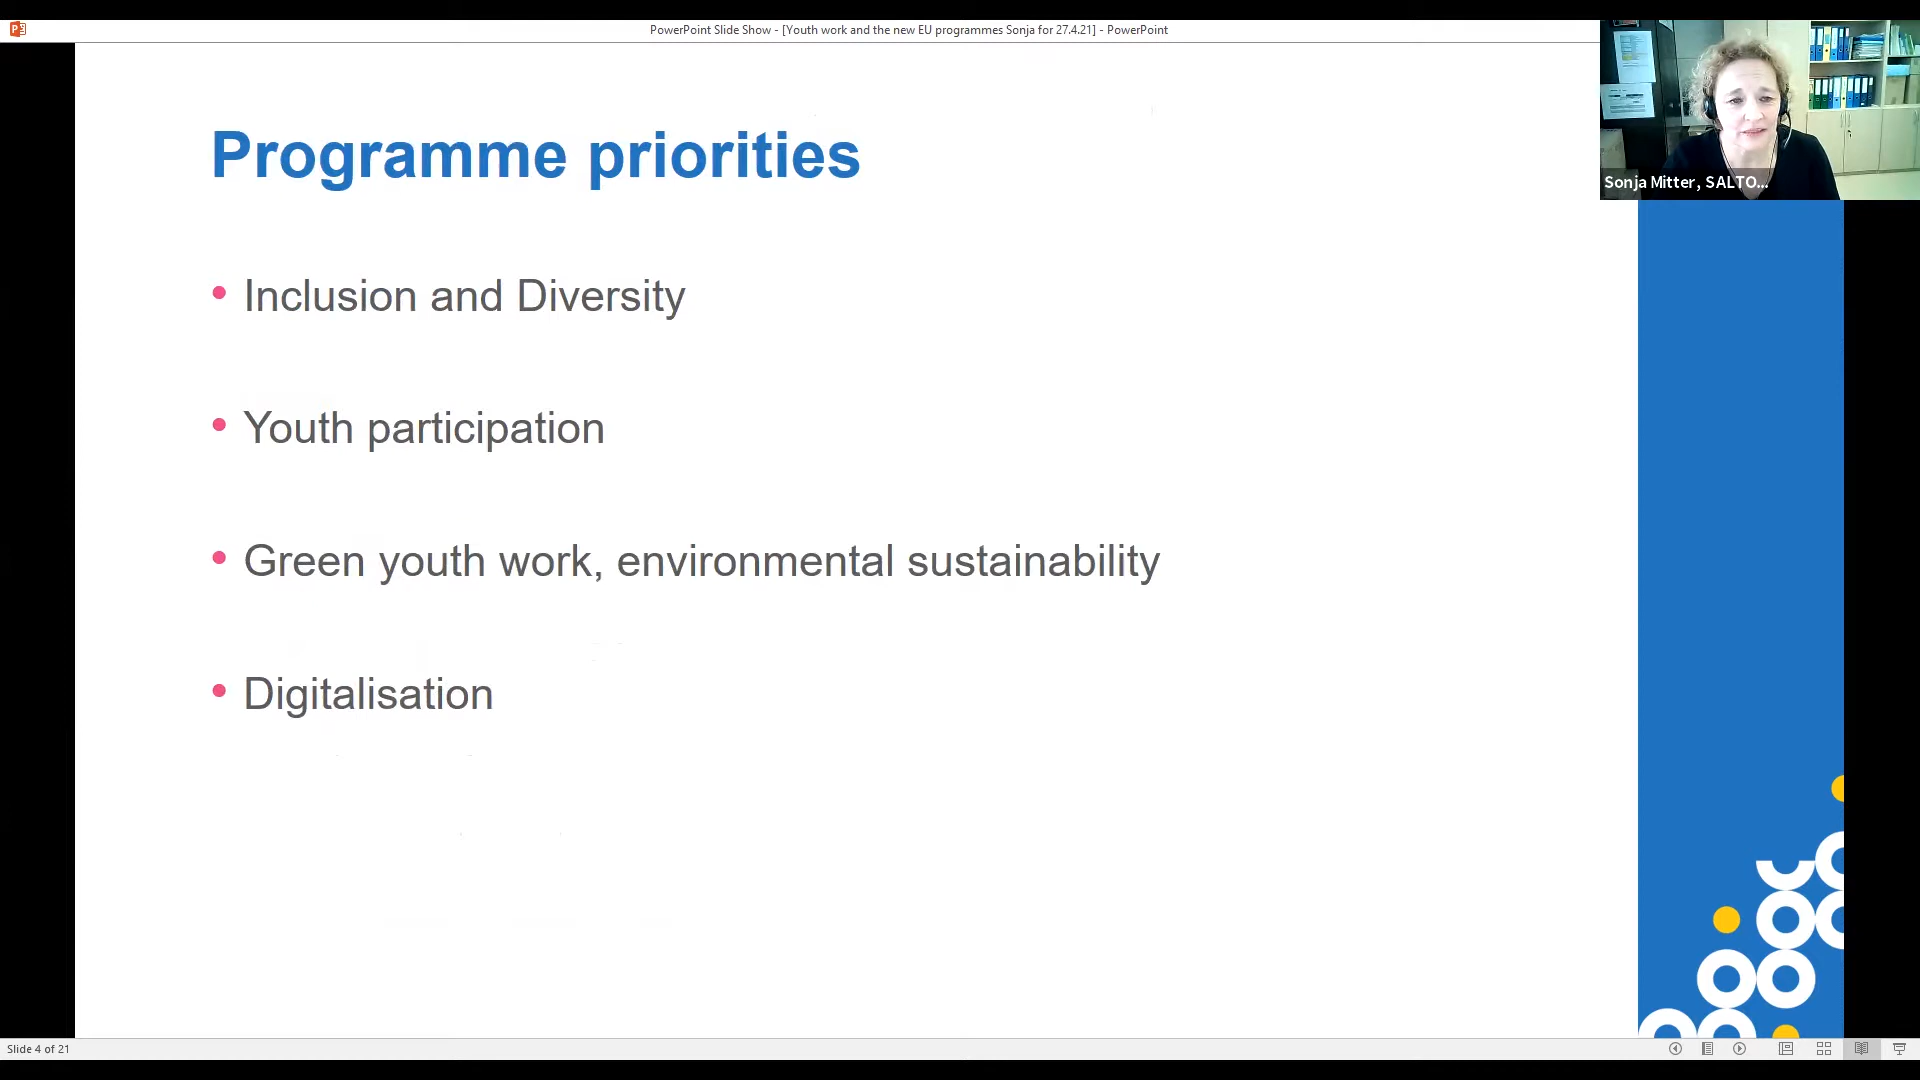 PowerPoint Slide Show - [Youth work and the new EU programmes Sonja for 27.4.21] - PowerPoint
Sonja Mitter, SALTO...
Programme priorities
• Inclusion and Diversity
• Youth participation
• Green youth work, environmental sustainability
• Digitalisation
Slide 4 of 21